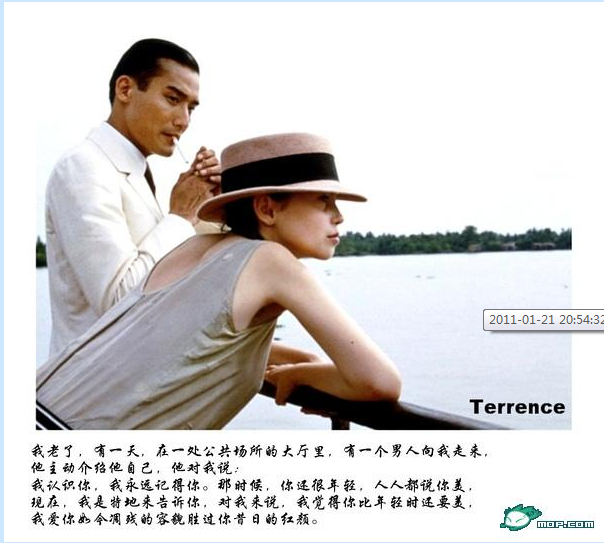 2011-01-21 20:54:32
Terrence
我老了，有一天，在一处公共场所的大厅里，有一个男人向我走来，
他主动介绍他自己，他对我说：
我认识你，我永远记得你。那时候，你还很年轻，人人都说你美，
现在，我是特地来告诉你，对我来说，我觉得你比年轻时还要美，
我爱你如今凋残的容貌胜过你昔日的红颜。
MOP.COM